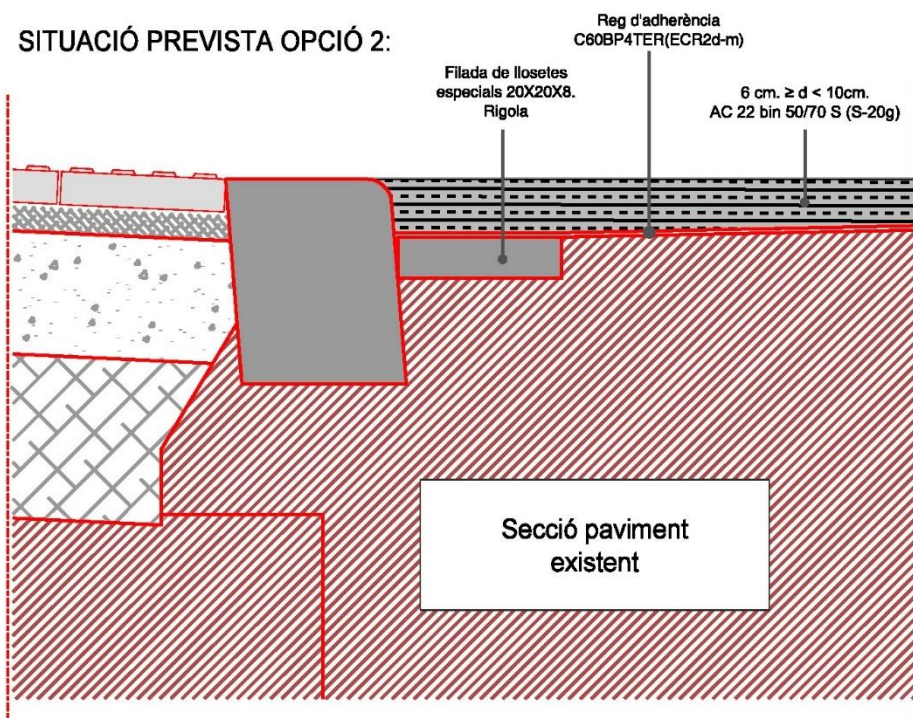 SITUACIÓ PREVISTA OPCIÓ 2:
Reg d'adherència
C60BP4TER(ECR2d-m)
Filada de llosetes
especials 20X20X8.
Rigola
6 cm. ≥ d < 10cm.
AC 22 bin 50/70 S (S-20g)
Secció paviment
existent